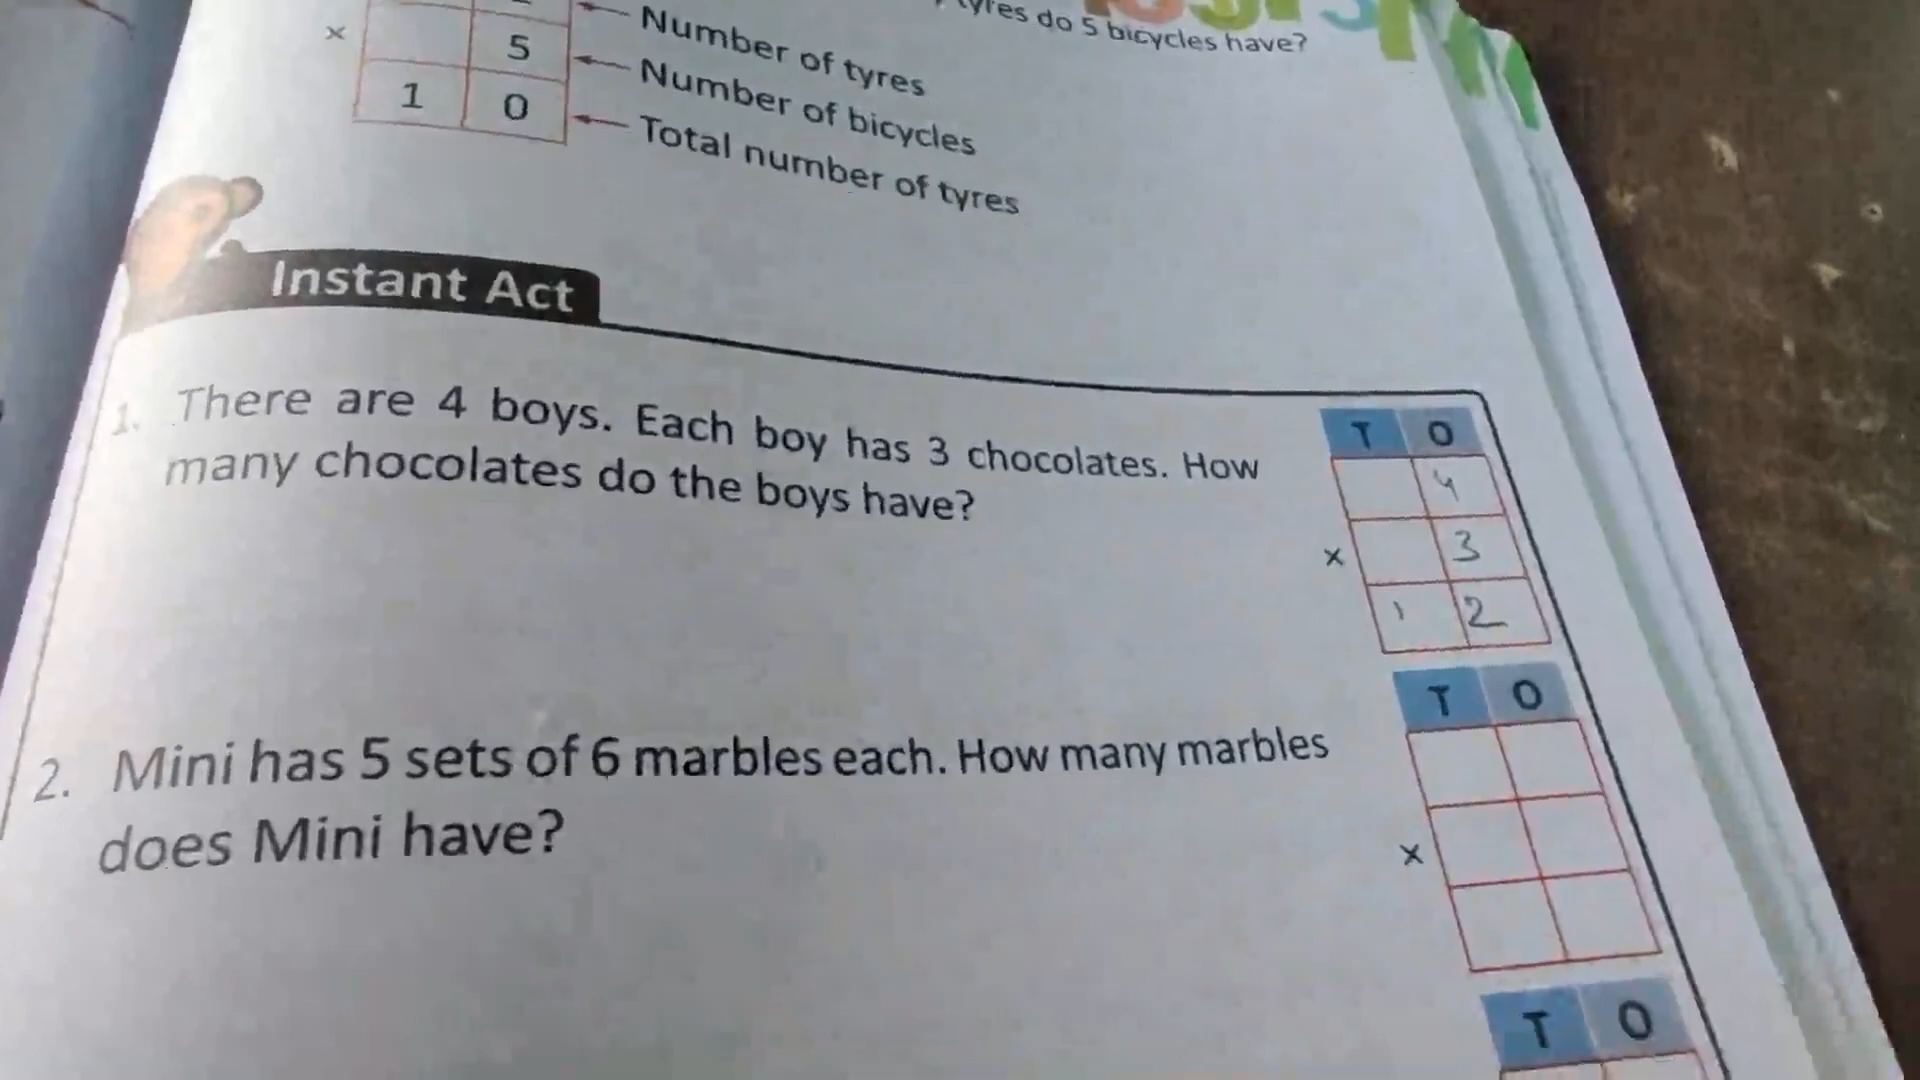 tyres do 5 bicycles have?
Number of tyres
× 5 Number of bicycles
1 0 Total number of tyres
Instant Act
1. There are 4 boys. Each boy has 3 chocolates. How
many chocolates do the boys have?
T O
4
× 3
1 2
2. Mini has 5 sets of 6 marbles each. How many marbles
does Mini have?
T O
×
T O